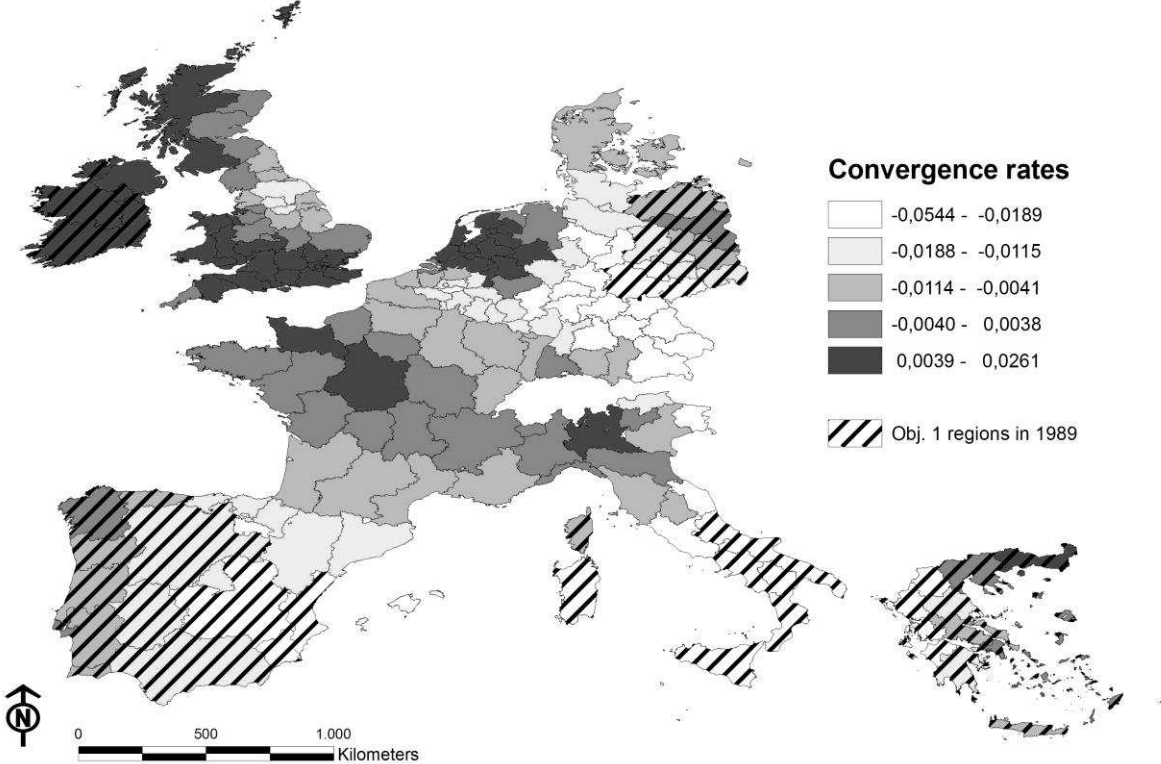 Convergence rates
-0,0544 - -0,0189
-0,0188 - -0,0115
-0,0114 - -0,0041
-0,0040 - 0,0038
0,0039 - 0,0261
Obj. 1 regions in 1989
N
0 500 1.000
Kilometers